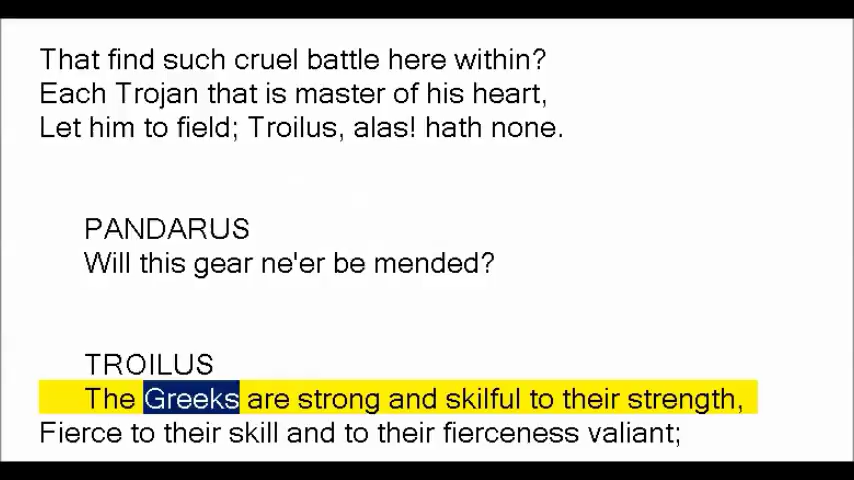 That find such cruel battle here within?
Each Trojan that is master of his heart,
Let him to field; Troilus, alas! hath none.
PANDARUS
Will this gear ne'er be mended?
TROILUS
The Greeks are strong and skilful to their strength,
Fierce to their skill and to their fierceness valiant;